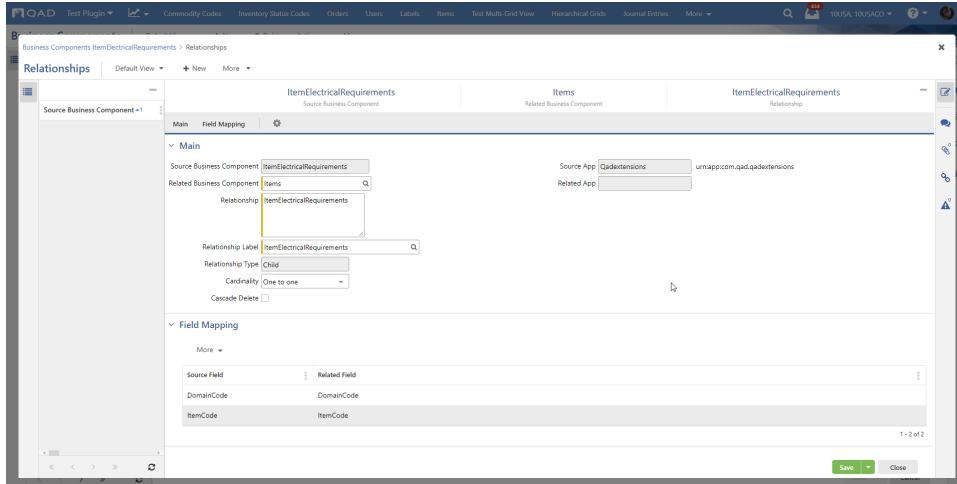 QAD Test Plugin Commodity Codes Inventory Status Codes Orders Users Labels Items Test Multi-Grid View Hierarchical Grids Journal Entries More 10USA, 10USACO
Business Components ItemElectricalRequirements > Relationships
Relationships Default View + New More
ItemElectricalRequirements Items ItemElectricalRequirements
Source Business Component Related Business Component Relationship
Source Business Component 1
Main Field Mapping
Main
Source Business Component ItemElectricalRequirements Source App Qadextensions urn:app:com.qad.qadextensions
Related Business Component Items Related App
Relationship ItemElectricalRequirements
Relationship Label ItemElectricalRequirements
Relationship Type Child
Cardinality One to one
Cascade Delete
Field Mapping
More
Source Field Related Field
DomainCode DomainCode
ItemCode ItemCode
1 - 2 of 2
Save Close